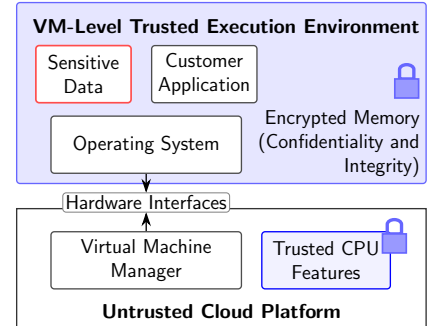 VM-Level Trusted Execution Environment
Sensitive
Data
Customer
Application
Encrypted Memory
(Confidentiality and
Integrity)
Operating System
Hardware Interfaces
Virtual Machine
Manager
Trusted CPU
Features
Untrusted Cloud Platform